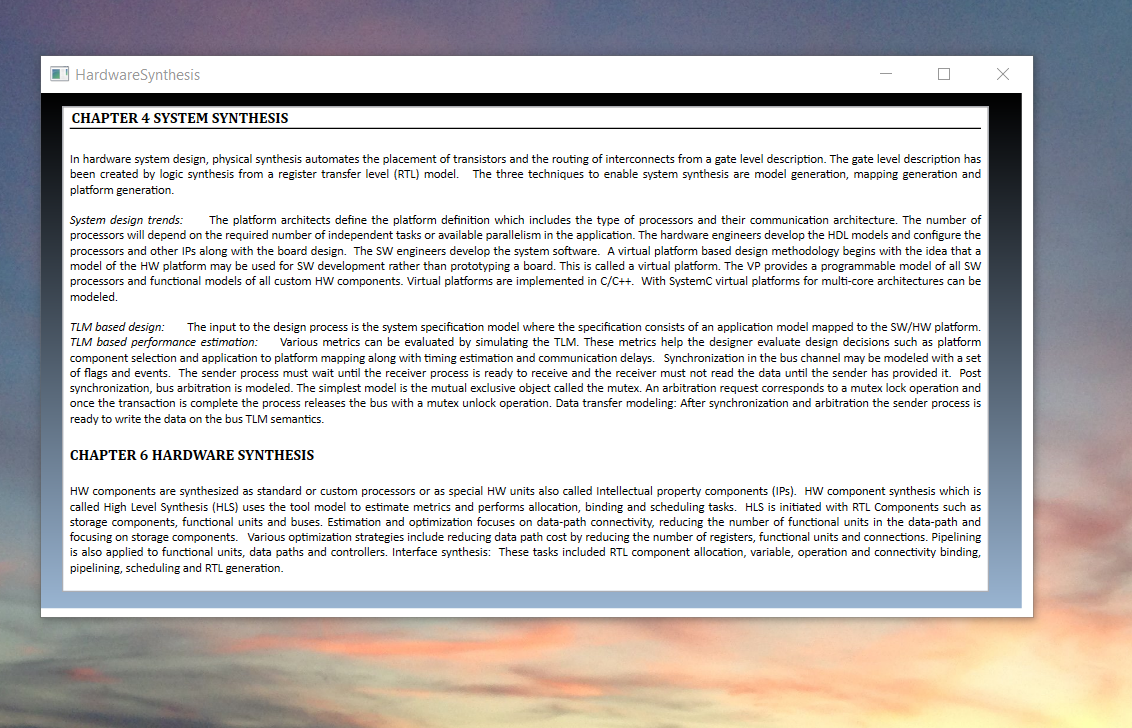 HardwareSynthesis
CHAPTER 4 SYSTEM SYNTHESIS
In hardware system design, physical synthesis automates the placement of transistors and the routing of interconnects from a gate level description. The gate level description has
been created by logic synthesis from a register transfer level (RTL) model. The three techniques to enable system synthesis are model generation, mapping generation and
platform generation.
System design trends: The platform architects define the platform definition which includes the type of processors and their communication architecture. The number of
processors will depend on the required number of independent tasks or available parallelism in the application. The hardware engineers develop the HDL models and configure the
processors and other IPs along with the board design. The SW engineers develop the system software. A virtual platform based design methodology begins with the idea that a
model of the HW platform may be used for SW development rather than prototyping a board. This is called a virtual platform. The VP provides a programmable model of all SW
processors and functional models of all custom HW components. Virtual platforms are implemented in C/C++. With SystemC virtual platforms for multi-core architectures can be
modeled.
TLM based design: The input to the design process is the system specification model where the specification consists of an application model mapped to the SW/HW platform.
TLM based performance estimation: Various metrics can be evaluated by simulating the TLM. These metrics help the designer evaluate design decisions such as platform
component selection and application to platform mapping along with timing estimation and communication delays. Synchronization in the bus channel may be modeled with a set
of flags and events. The sender process must wait until the receiver process is ready to receive and the receiver must not read the data until the sender has provided it. Post
synchronization, bus arbitration is modeled. The simplest model is the mutual exclusive object called the mutex. An arbitration request corresponds to a mutex lock operation and
once the transaction is complete the process releases the bus with a mutex unlock operation. Data transfer modeling: After synchronization and arbitration the sender process is
ready to write the data on the bus TLM semantics.
CHAPTER 6 HARDWARE SYNTHESIS
HW components are synthesized as standard or custom processors or as special HW units also called Intellectual property components (IPs). HW component synthesis which is
called High Level Synthesis (HLS) uses the tool model to estimate metrics and performs allocation, binding and scheduling tasks. HLS is initiated with RTL Components such as
storage components, functional units and buses. Estimation and optimization focuses on data-path connectivity, reducing the number of functional units in the data-path and
focusing on storage components. Various optimization strategies include reducing data path cost by reducing the number of registers, functional units and connections. Pipelining
is also applied to functional units, data paths and controllers. Interface synthesis: These tasks included RTL component allocation, variable, operation and connectivity binding,
pipelining, scheduling and RTL generation.